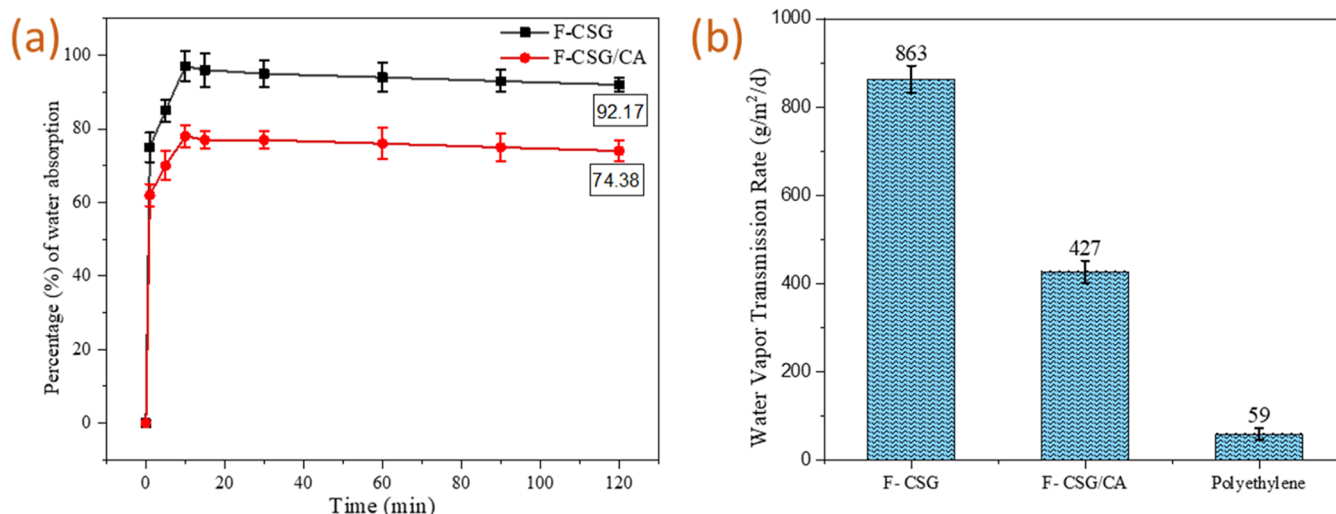 (a)
F-CSG
F-CSG/CA
100
80
60
40
20
0
Percentage (%) of water absorption
92.17
74.38
0 20 40 60 80 100 120
Time (min)
(b)
1000
800
600
400
200
0
Water Vapor Transmission Rate (g/m²/d)
863
427
59
F- CSG F- CSG/CA Polyethylene